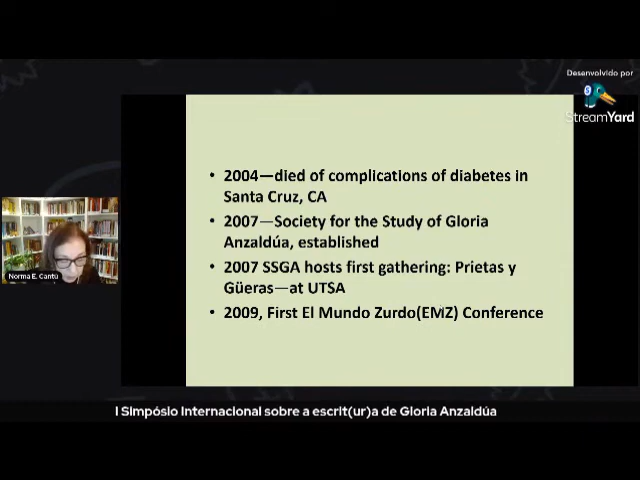 Desenvolvido por
StreamYard
• 2004—died of complications of diabetes in
Santa Cruz, CA
• 2007—Society for the Study of Gloria
Anzaldúa, established
• 2007 SSGA hosts first gathering: Prietas y
Güeras—at UTSA
• 2009, First El Mundo Zurdo(EMZ) Conference
Norma E. Cantú
I Simpósio Internacional sobre a escrit(ur)a de Gloria Anzaldúa